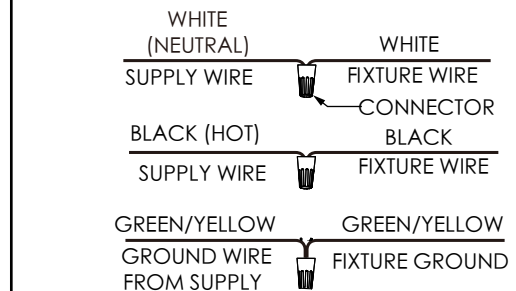 WHITE
(NEUTRAL)
WHITE
SUPPLY WIRE
FIXTURE WIRE
CONNECTOR
BLACK (HOT)
BLACK
SUPPLY WIRE
FIXTURE WIRE
GREEN/YELLOW
GREEN/YELLOW
GROUND WIRE
FROM SUPPLY
FIXTURE GROUND